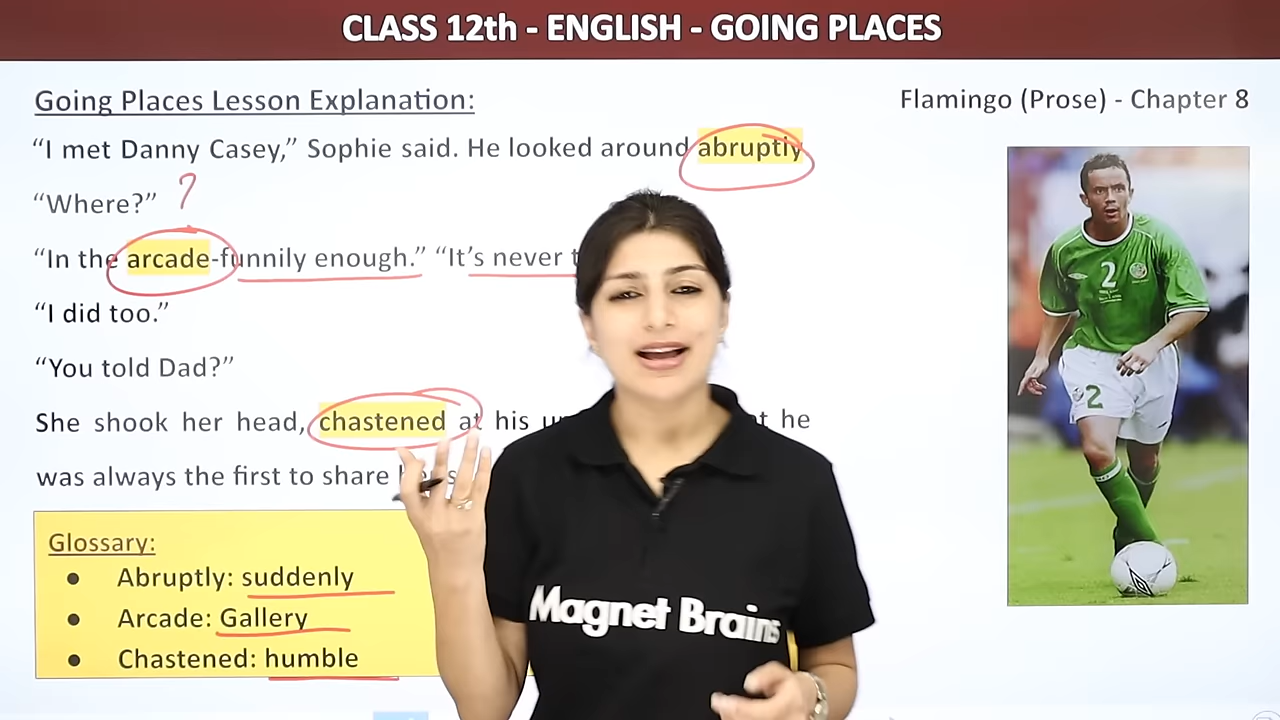 CLASS 12th - ENGLISH - GOING PLACES
Going Places Lesson Explanation:
Flamingo (Prose) - Chapter 8
“I met Danny Casey,” Sophie said. He looked around abruptly
“Where?” ?
“In the arcade-funnily enough.” “It’s never
“I did too.”
“You told Dad?”
She shook her head, chastened at his he
was always the first to share
Glossary:
● Abruptly: suddenly
● Arcade: Gallery
● Chastened: humble
Magnet Brains
2
2